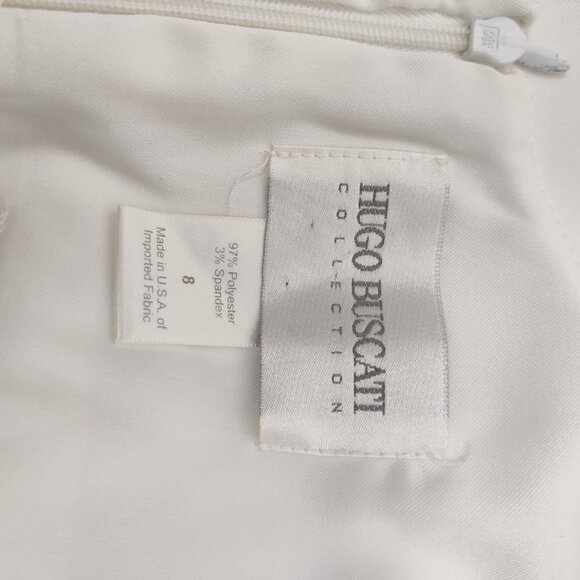 HUGO BUSCATI
COLLECTION
97% Polyester
3% Spandex
8
Made in U.S.A. of
Imported Fabric